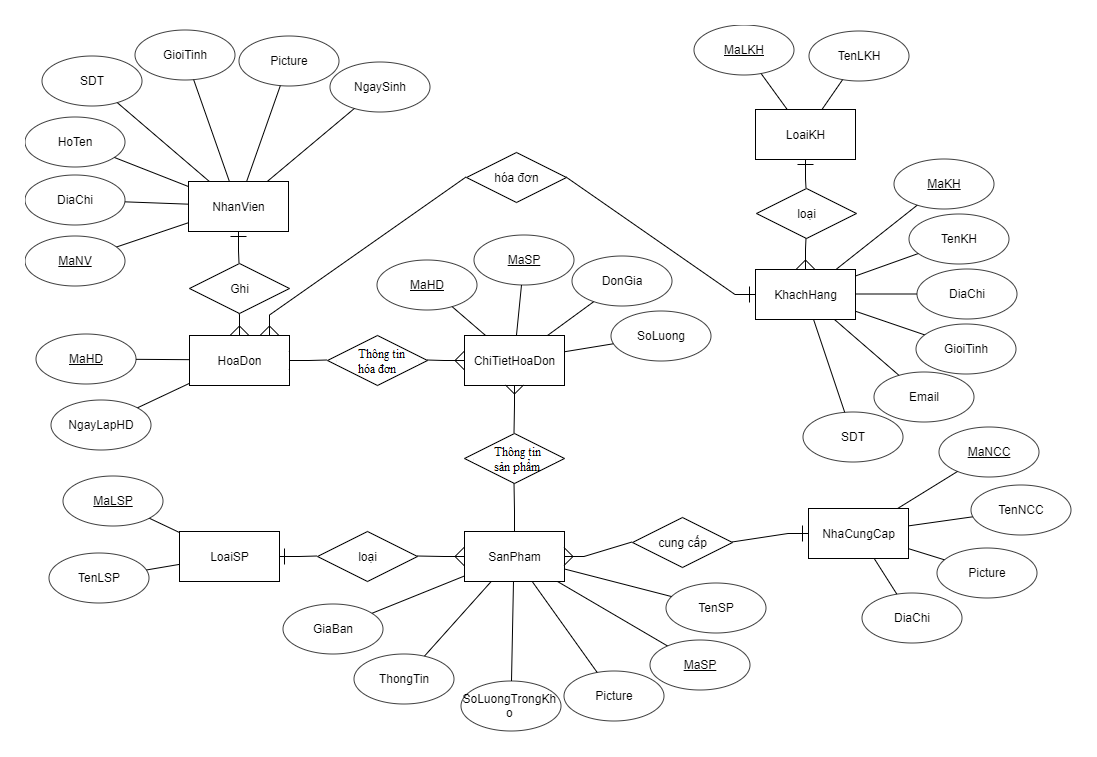 MaLKH
TenLKH
GioiTinh
Picture
SDT
NgaySinh
LoaiKH
HoTen
hóa đơn
MaKH
DiaChi
NhanVien
loại
TenKH
MaNV
MaHD
MaSP
DonGia
Ghi
KhachHang
DiaChi
SoLuong
MaHD
HoaDon
Thông tin
hóa đơn
ChiTietHoaDon
GioiTinh
Email
NgayLapHD
SDT
Thông tin
sản phẩm
MaNCC
MaLSP
TenNCC
LoaiSP
loại
SanPham
cung cấp
NhaCungCap
TenLSP
Picture
GiaBan
TenSP
DiaChi
ThongTin
SoLuongTrongKh
o
Picture
MaSP